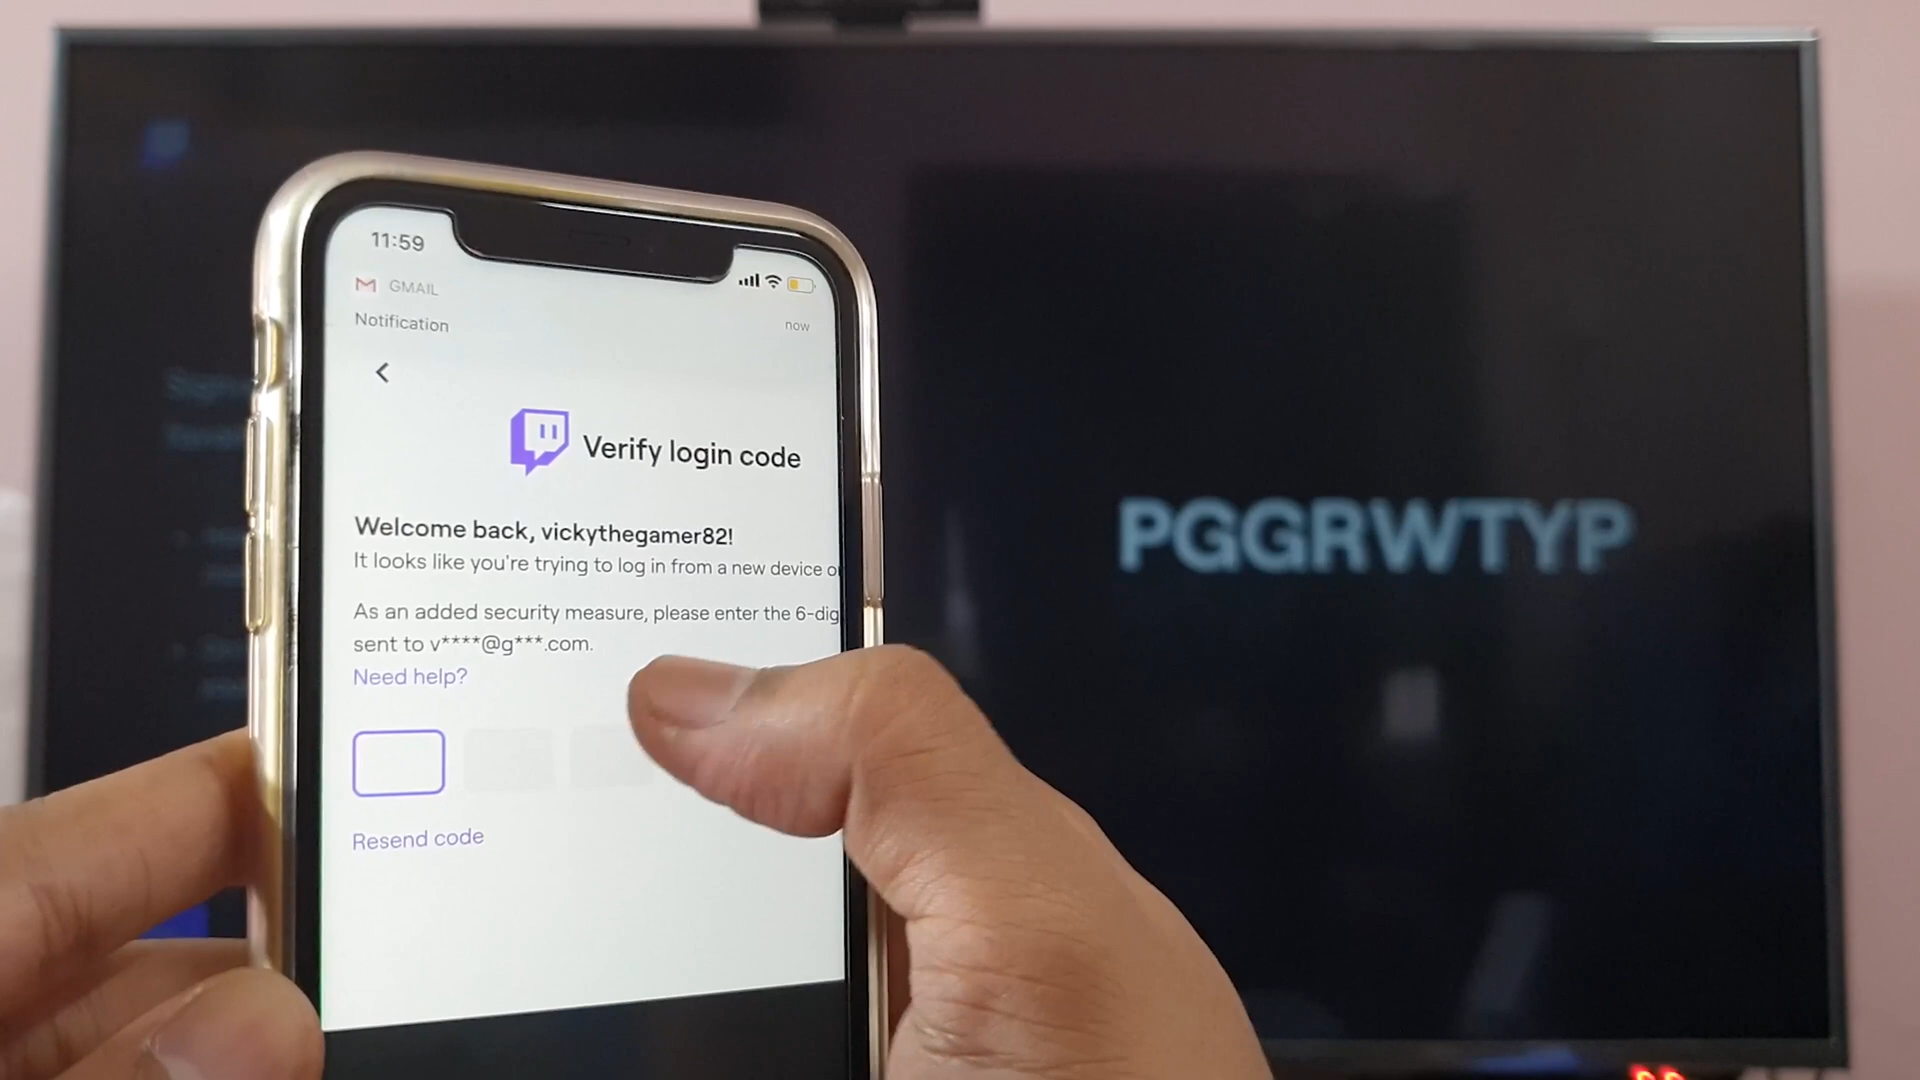 11:59
GMAIL
Notification
now
Verify login code
Welcome back, vickythegamer82!
It looks like you're trying to log in from a new device
As an added security measure, please enter the 6-dig
sent to v****@g***.com.
Need help?
Resend code
PGGRWTYP